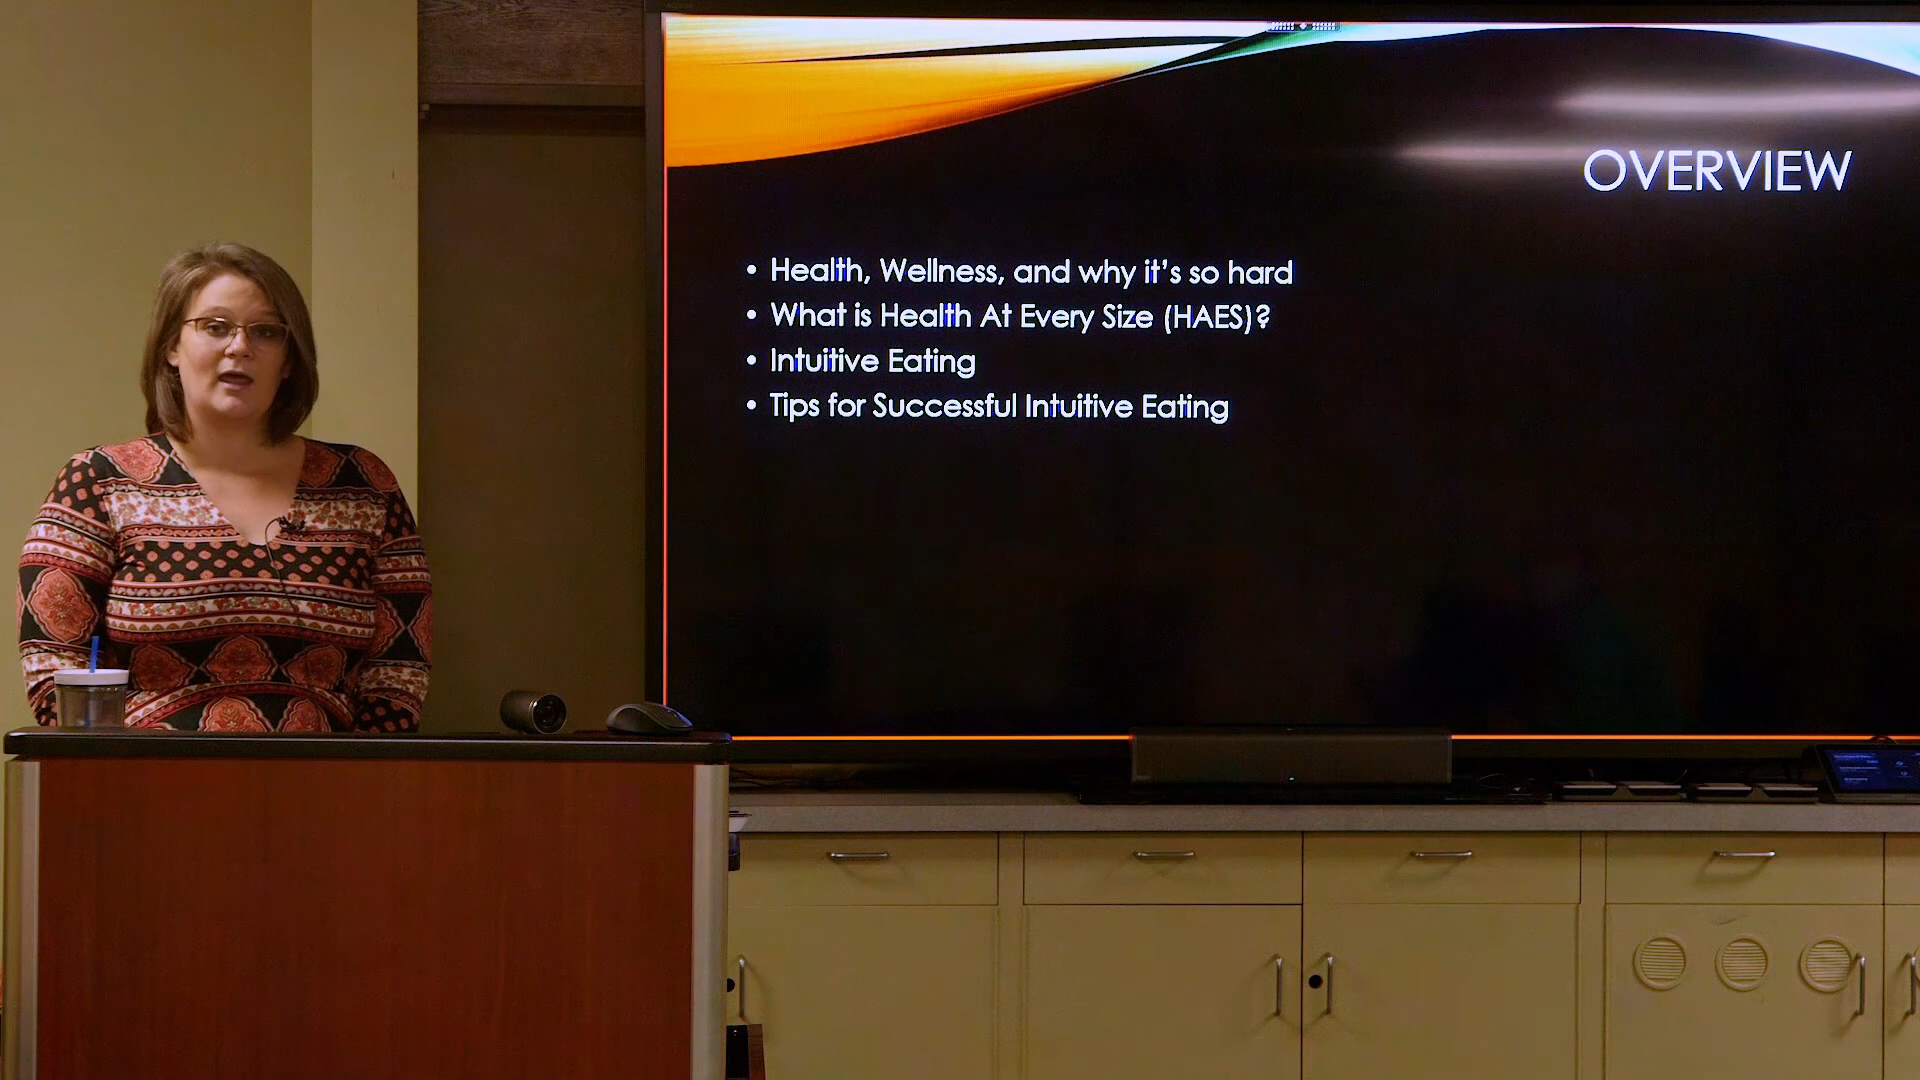 OVERVIEW
• Health, Wellness, and why it's so hard
• What is Health At Every Size (HAES)?
• Intuitive Eating
• Tips for Successful Intuitive Eating